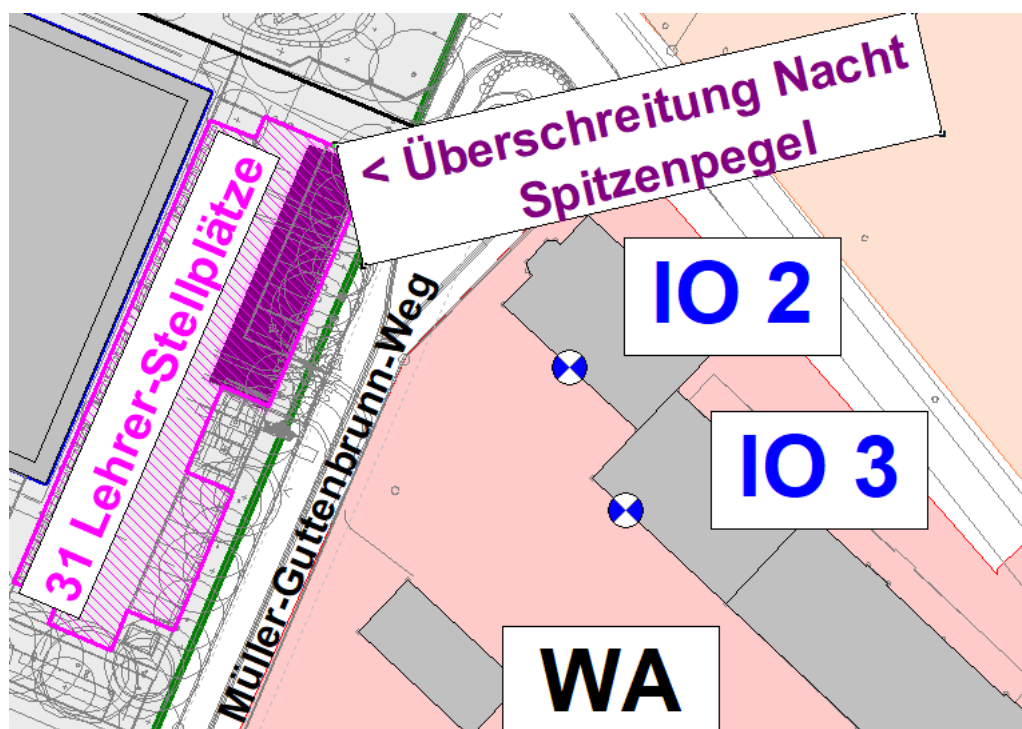 < Überschreitung Nacht
Spitzenpegel
31 Lehrer-Stellplätze
Müller-Guttenbrunn-Weg
IO 2
IO 3
WA